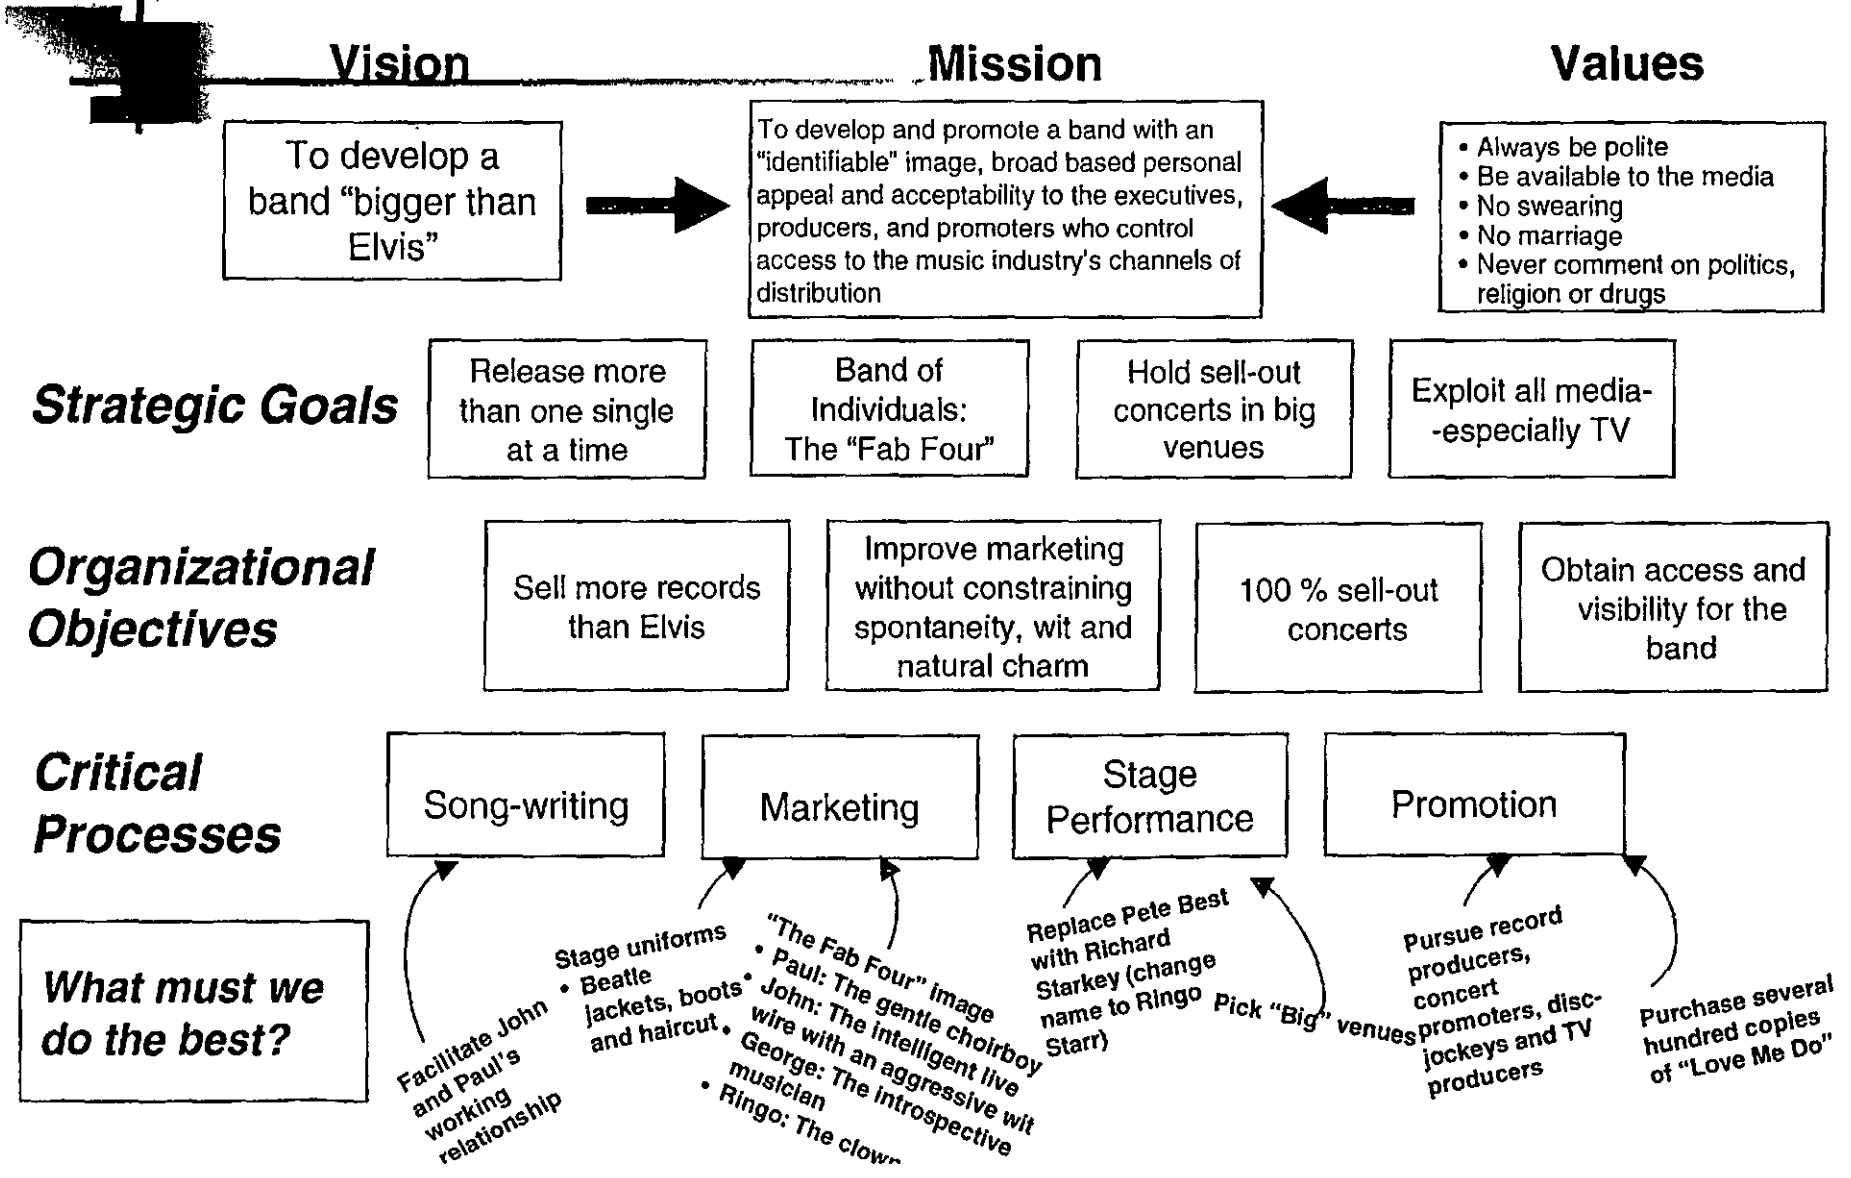 Vision
Mission
Values
To develop a
band “bigger than
Elvis”
To develop and promote a band with an
"identifiable" image, broad based personal
appeal and acceptability to the executives,
producers, and promoters who control
access to the music industry's channels of
distribution
• Always be polite
• Be available to the media
• No swearing
• No marriage
• Never comment on politics,
religion or drugs
Strategic Goals
Release more
than one single
at a time
Band of
Individuals:
The “Fab Four”
Hold sell-out
concerts in big
venues
Exploit all media-
-especially TV
Organizational
Objectives
Sell more records
than Elvis
Improve marketing
without constraining
spontaneity, wit and
natural charm
100 % sell-out
concerts
Obtain access and
visibility for the
band
Critical
Processes
Song-writing
Marketing
Stage
Performance
Promotion
What must we
do the best?
Facilitate John
and Paul's
working
relationship
Stage uniforms
• Beatle
jackets, boots
and haircut
“The Fab Four” image
• Paul: The gentle choirboy
• John: The intelligent live
wire with an aggressive wit
• George: The introspective
musician
• Ringo: The clown
Replace Pete Best
with Richard
Starkey (change
name to Ringo
Starr)
Pick “Big” venues
Pursue record
producers,
concert
promoters, disc-
jockeys and TV
producers
Purchase several
hundred copies
of “Love Me Do”